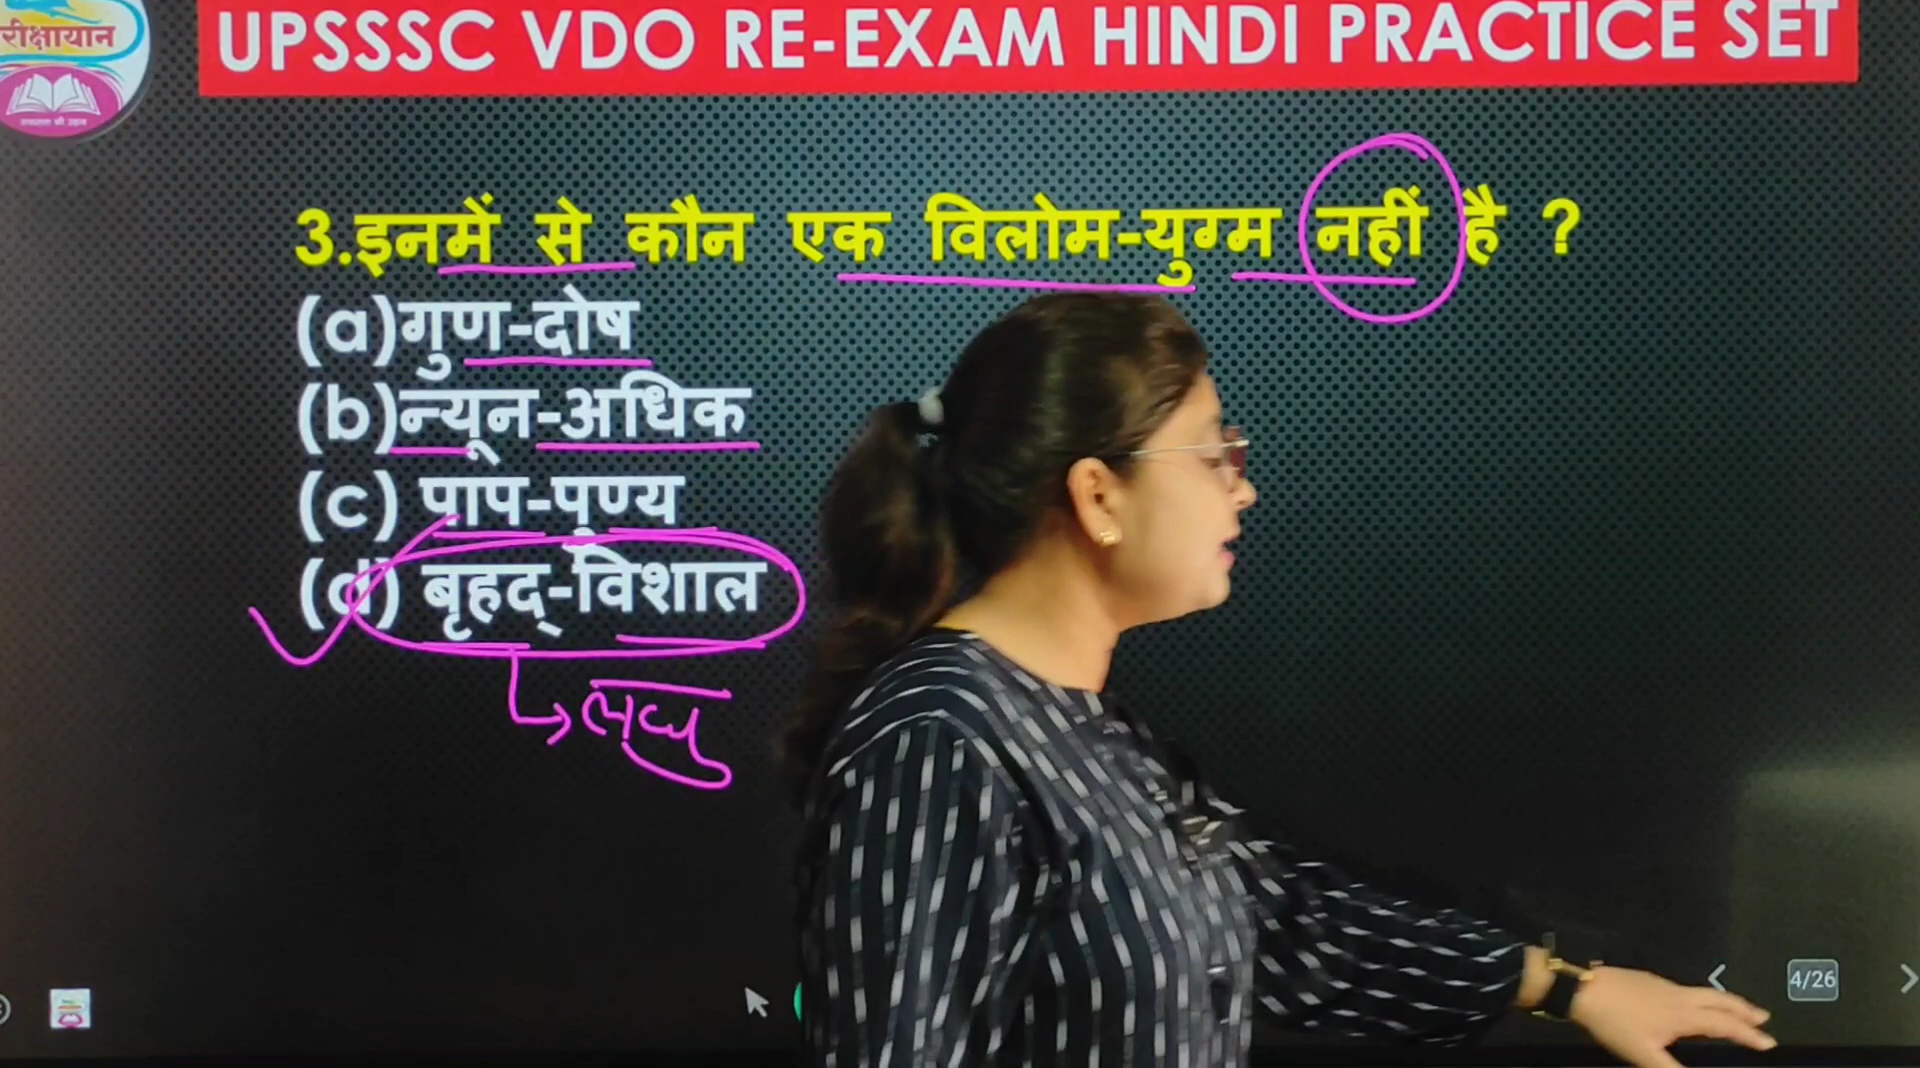 रीक्षायान
UPSSSC VDO RE-EXAM HINDI PRACTICE SET
3.इनमें से कौन एक विलोम-युग्म नहीं है ?
(a)गुण-दोष
(b)न्यून-अधिक
(c) पाप-पुण्य
(d) बृहद्-विशाल
लघु
4/26